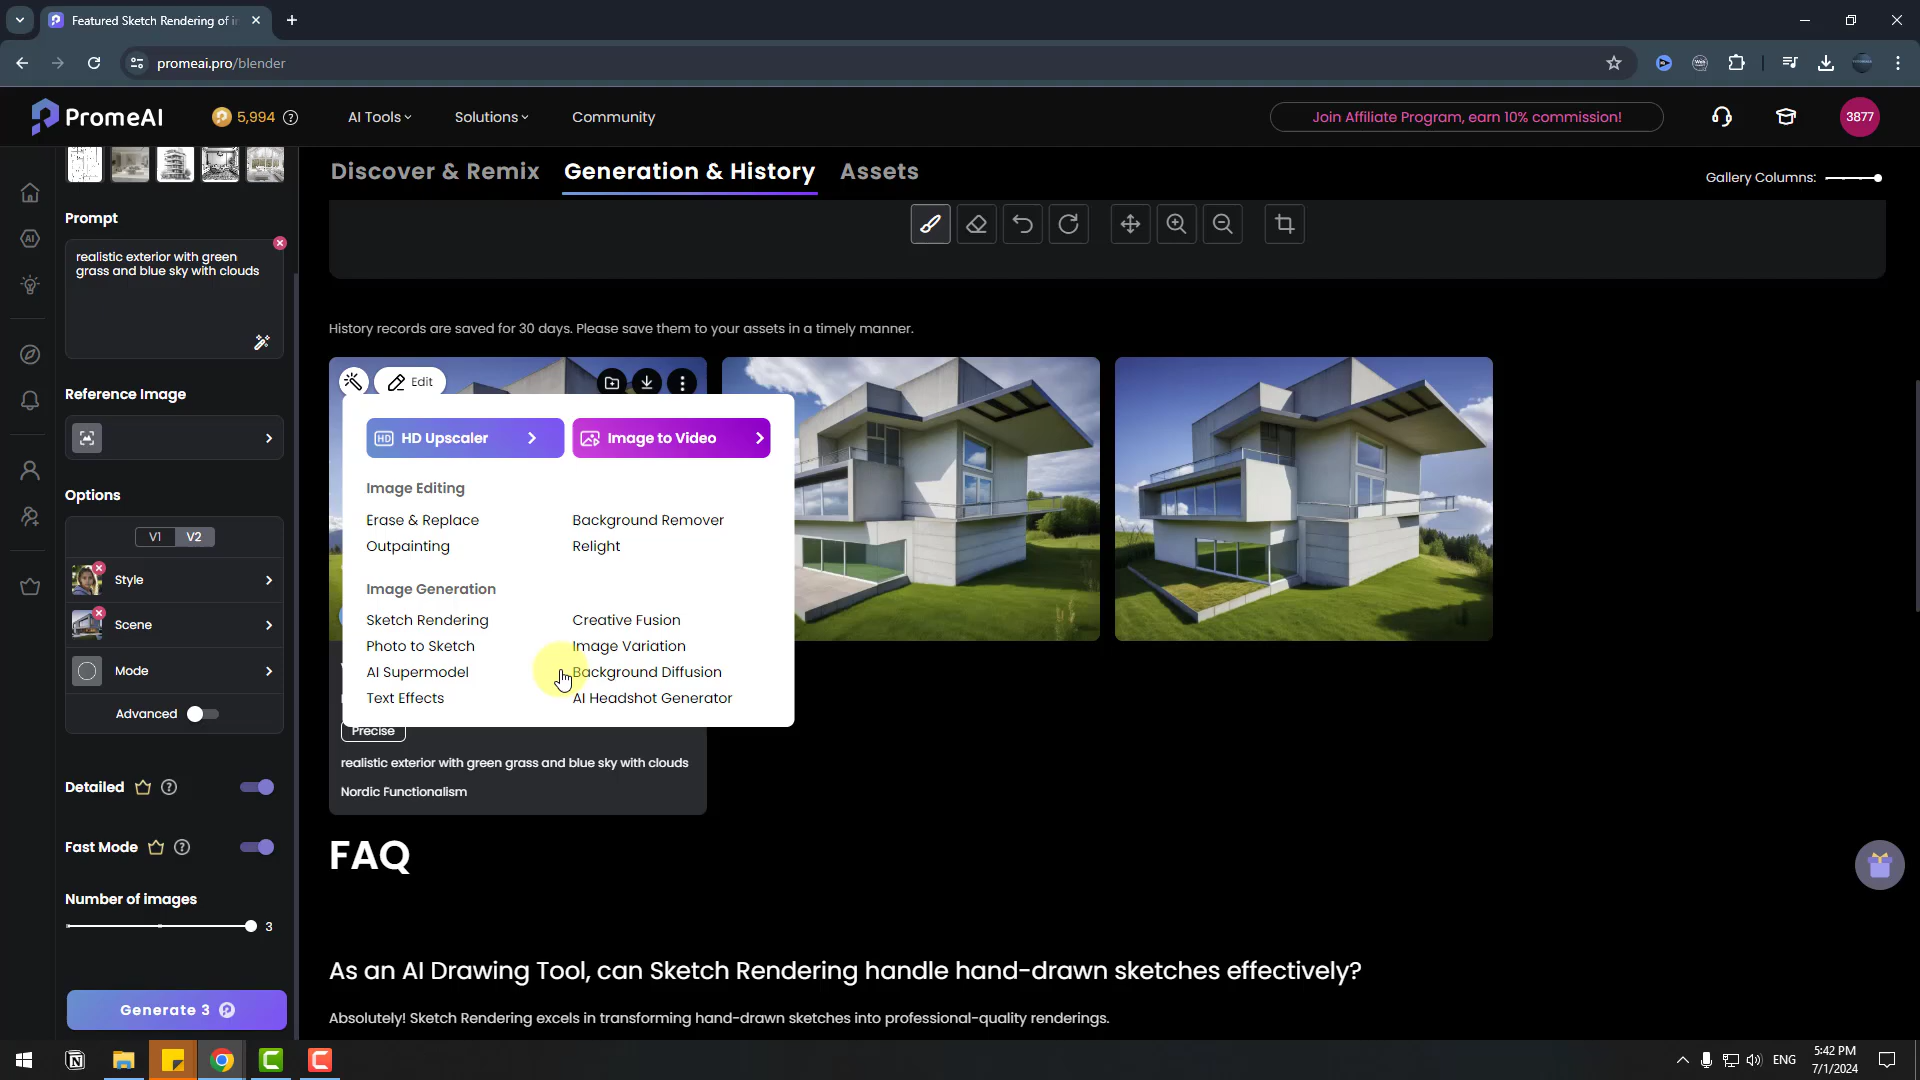 Featured Sketch Rendering of in
promeai.pro/blender
PromeAI
5,994
AI Tools
Solutions
Community
Join Affiliate Program, earn 10% commission!
3877
Discover & Remix
Generation & History
Assets
Gallery Columns:
Prompt
realistic exterior with green
grass and blue sky with clouds
Reference Image
Options
V1
V2
Style
Scene
Mode
Advanced
Detailed
Fast Mode
Number of images
3
Generate 3
History records are saved for 30 days. Please save them to your assets in a timely manner.
Edit
HD Upscaler
Image to Video
Image Editing
Erase & Replace
Background Remover
Outpainting
Relight
Image Generation
Sketch Rendering
Creative Fusion
Photo to Sketch
Image Variation
AI Supermodel
Background Diffusion
Text Effects
AI Headshot Generator
Precise
realistic exterior with green grass and blue sky with clouds
Nordic Functionalism
FAQ
As an AI Drawing Tool, can Sketch Rendering handle hand-drawn sketches effectively?
Absolutely! Sketch Rendering excels in transforming hand-drawn sketches into professional-quality renderings.
ENG
5:42 PM
7/1/2024